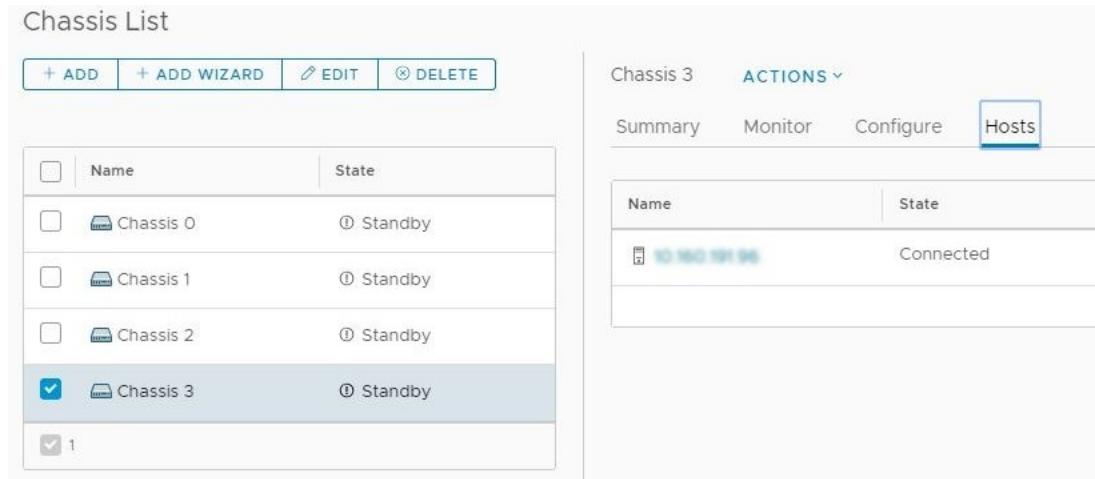 Chassis List
+ ADD + ADD WIZARD EDIT DELETE
Name State
Chassis 0 Standby
Chassis 1 Standby
Chassis 2 Standby
Chassis 3 Standby
1
Chassis 3 ACTIONS
Summary Monitor Configure Hosts
Name State
Connected